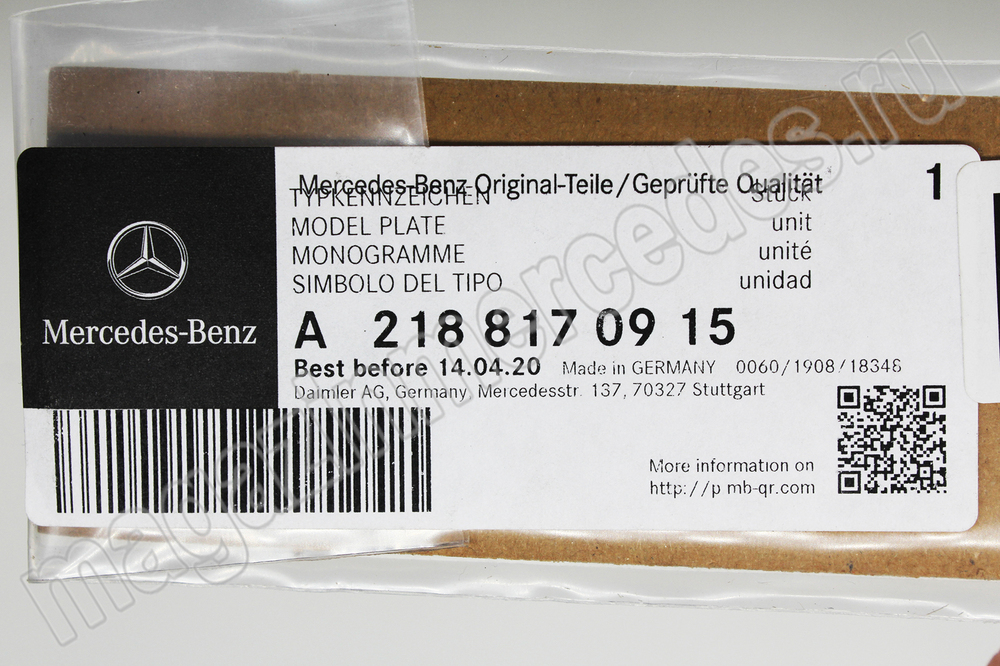 Mercedes-Benz Original-Teile/Geprüfte Qualität 1
TYPKENNZEICHEN Stück
MODEL PLATE unit
MONOGRAMME unité
SIMBOLO DEL TIPO unidad
Mercedes-Benz
A 218 817 09 15
Best before 14.04.20 Made in GERMANY 0060/1908/18348
Daimler AG, Germany, Mercedesstr. 137, 70327 Stuttgart
More information on
http://p.mb-qr.com
magazinmercedes.ru